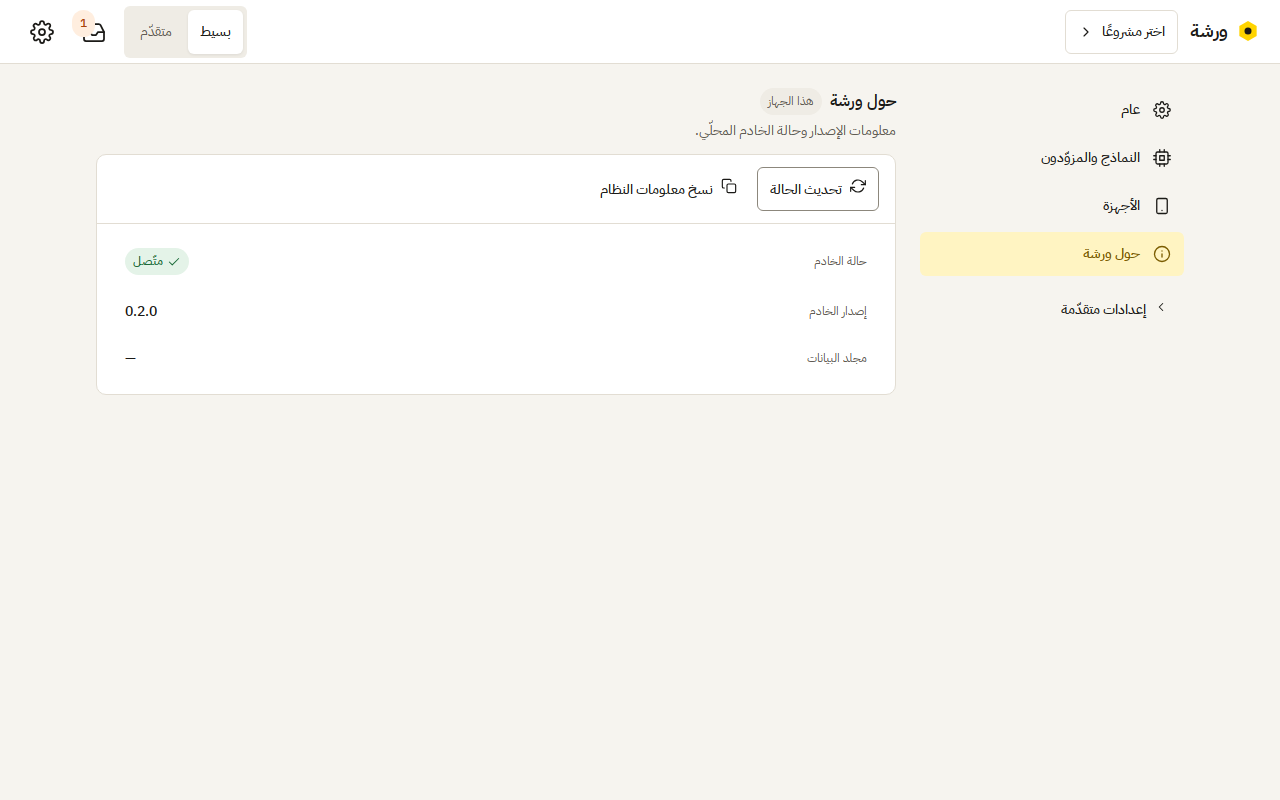 ورشة
اختر مشروعًا
بسيط
متقدّم
1
عام
النماذج والمزوّدون
الأجهزة
حول ورشة
إعدادات متقدّمة
حول ورشة
هذا الجهاز
معلومات الإصدار وحالة الخادم المحلّي.
تحديث الحالة
نسخ معلومات النظام
حالة الخادم
متّصل
إصدار الخادم
0.2.0
مجلد البيانات
—